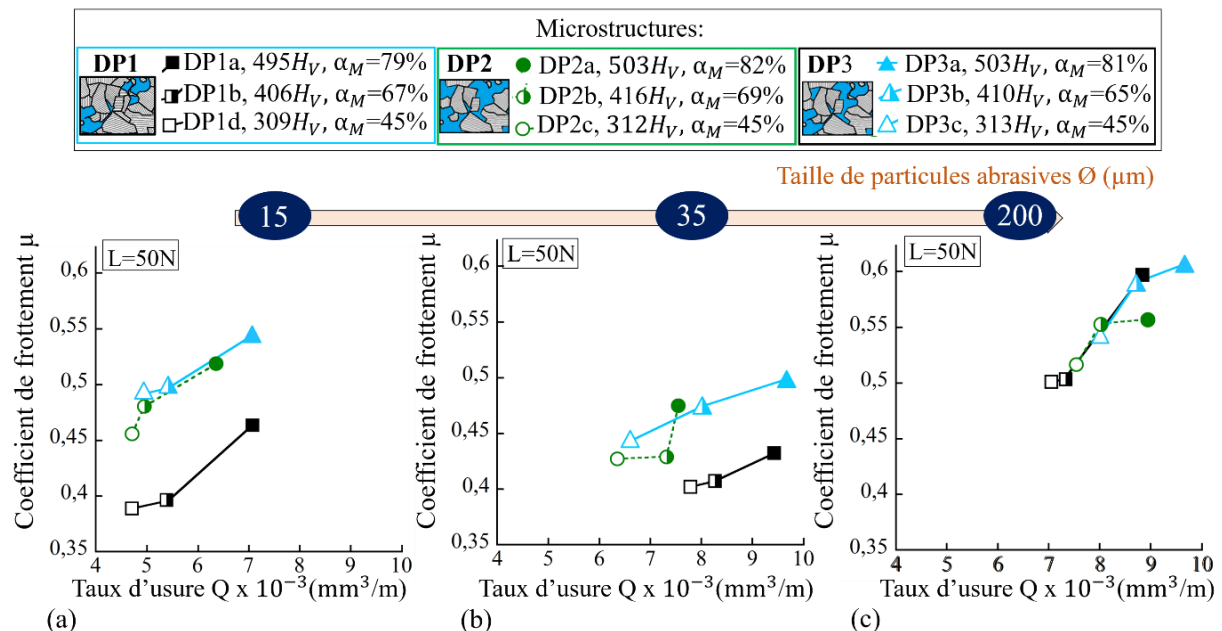 Microstructures:
DP1
DP1a, 495H_V, α_M=79%
DP1b, 406H_V, α_M=67%
DP1d, 309H_V, α_M=45%
DP2
DP2a, 503H_V, α_M=82%
DP2b, 416H_V, α_M=69%
DP2c, 312H_V, α_M=45%
DP3
DP3a, 503H_V, α_M=81%
DP3b, 410H_V, α_M=65%
DP3c, 313H_V, α_M=45%
Taille de particules abrasives Ø (µm)
15
35
200
Coefficient de frottement µ
L=50N
0,6
0,55
0,5
0,45
0,4
0,35
4 5 6 7 8 9 10
Taux d’usure Q x 10⁻³(mm³/m)
(a)
Coefficient de frottement µ
L=50N
0,6
0,55
0,5
0,45
0,4
0,35
4 5 6 7 8 9 10
Taux d’usure Q x 10⁻³(mm³/m)
(b)
Coefficient de frottement µ
L=50N
0,6
0,55
0,5
0,45
0,4
0,35
4 5 6 7 8 9 10
Taux d’usure Q x 10⁻³(mm³/m)
(c)